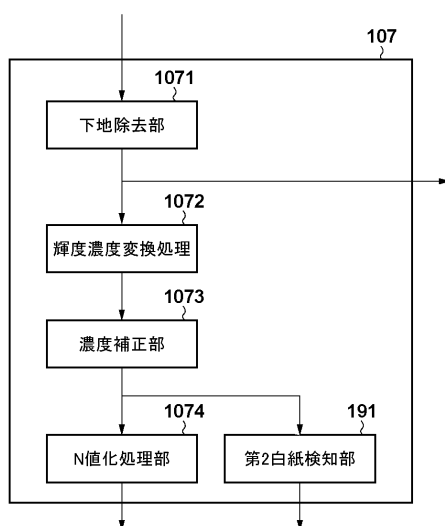 107
1071
下地除去部
1072
輝度濃度変換処理
1073
濃度補正部
1074
N値化処理部
191
第2白紙検知部